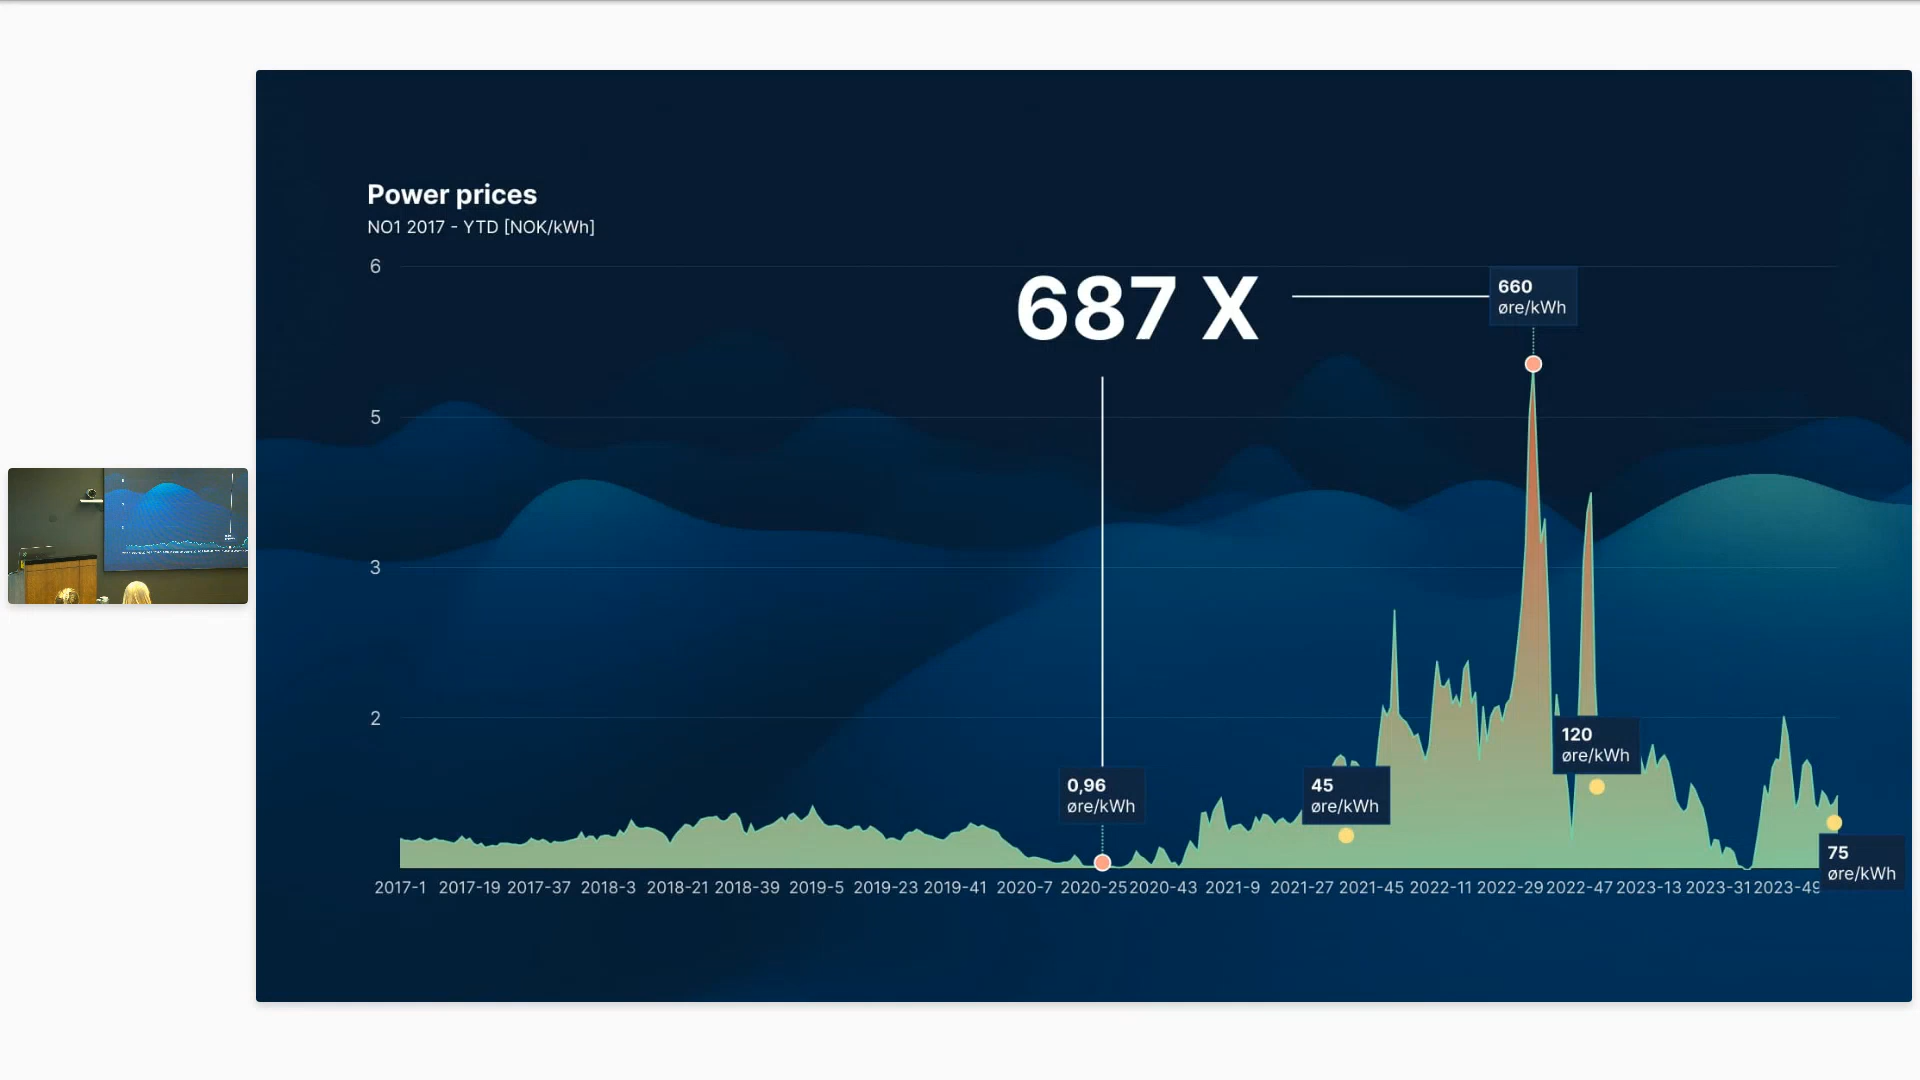 Power prices
NO1 2017 - YTD [NOK/kWh]
6
687 X
660
øre/kWh
5
3
2
120
øre/kWh
0,96
øre/kWh
45
øre/kWh
75
øre/kWh
2017-1 2017-19 2017-37 2018-3 2018-21 2018-39 2019-5 2019-23 2019-41 2020-7 2020-25 2020-43 2021-9 2021-27 2021-45 2022-11 2022-29 2022-47 2023-13 2023-31 2023-49